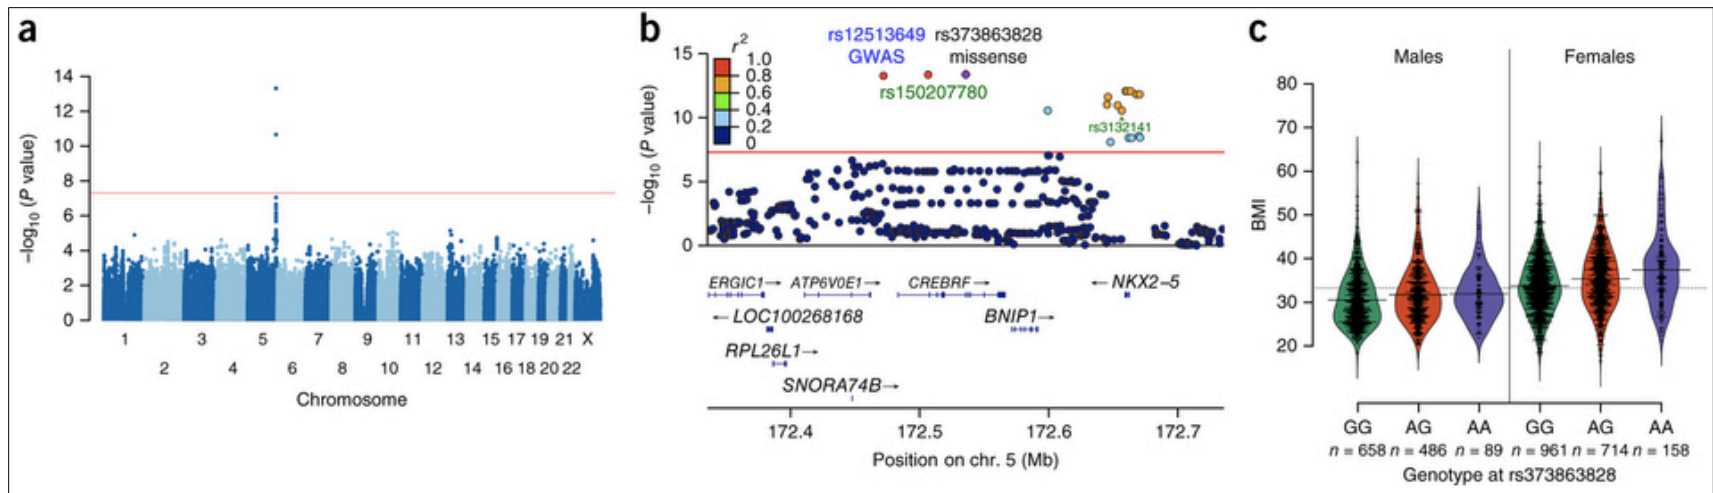 a
14
12
10
8
6
4
2
0
−log10 (P value)
1 3 5 7 9 11 13 15 17 19 21 X
2 4 6 8 10 12 14 16 18 20 22
Chromosome
b
rs12513649 rs373863828
GWAS missense
rs150207780
rs3132141
r2
1.0
0.8
0.6
0.4
0.2
0
15
10
5
0
−log10 (P value)
ERGIC1→ ATP6V0E1→ CREBRF→ ←NKX2−5
←LOC100268168 BNIP1→
RPL26L1→
SNORA74B→
172.4 172.5 172.6 172.7
Position on chr. 5 (Mb)
c
Males Females
80
70
60
50
40
30
20
BMI
GG AG AA GG AG AA
n = 658 n = 486 n = 89 n = 961 n = 714 n = 158
Genotype at rs373863828